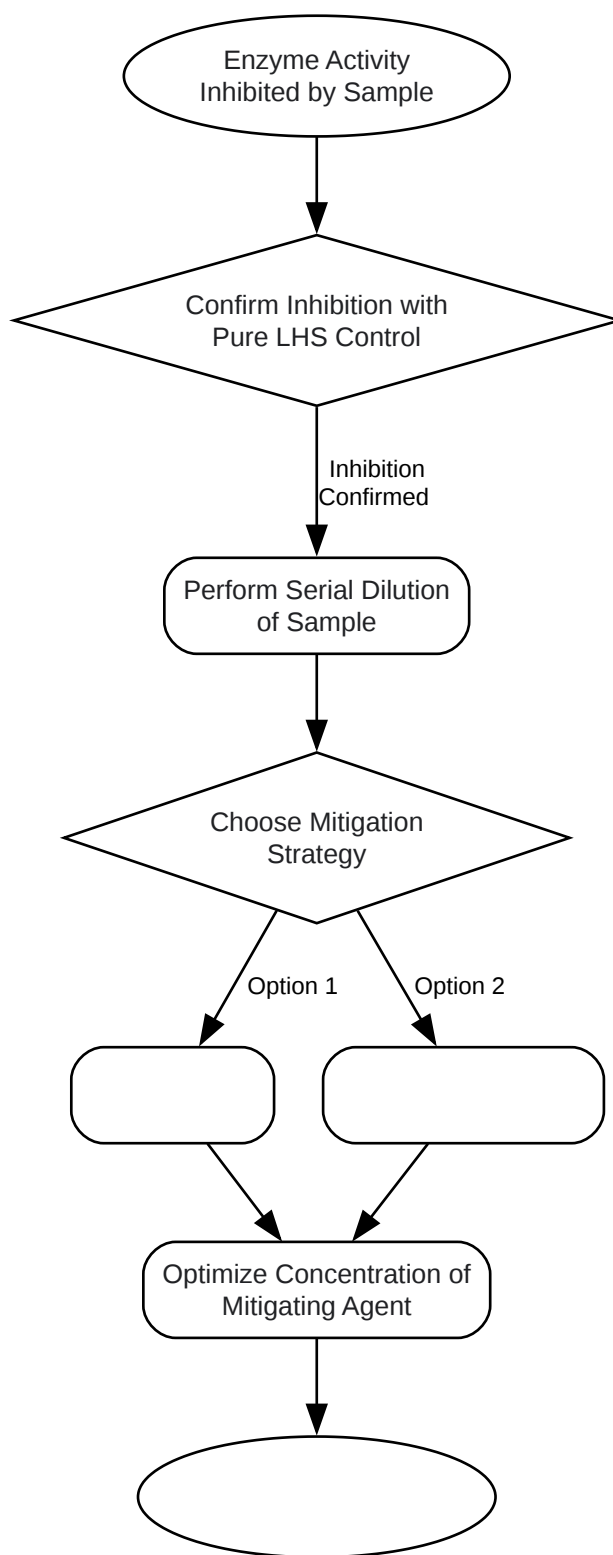 Enzyme Activity
Inhibited by Sample
Confirm Inhibition with
Pure LHS Control
Inhibition
Confirmed
Perform Serial Dilution
of Sample
Choose Mitigation
Strategy
Option 1
Option 2
Optimize Concentration of
Mitigating Agent